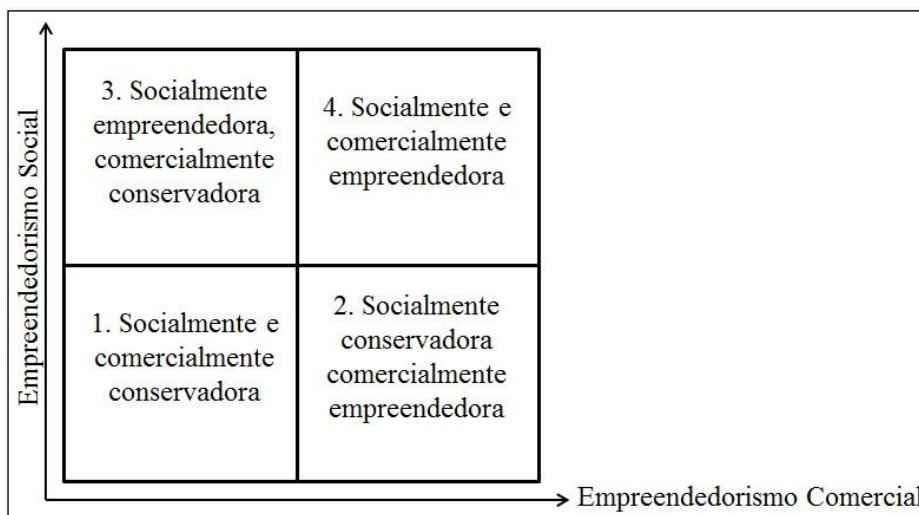 Empreendedorismo Social
3. Socialmente
empreendedora,
comercialmente
conservadora
4. Socialmente e
comercialmente
empreendedora
1. Socialmente e
comercialmente
conservadora
2. Socialmente
conservadora
comercialmente
empreendedora
Empreendedorismo Comercial